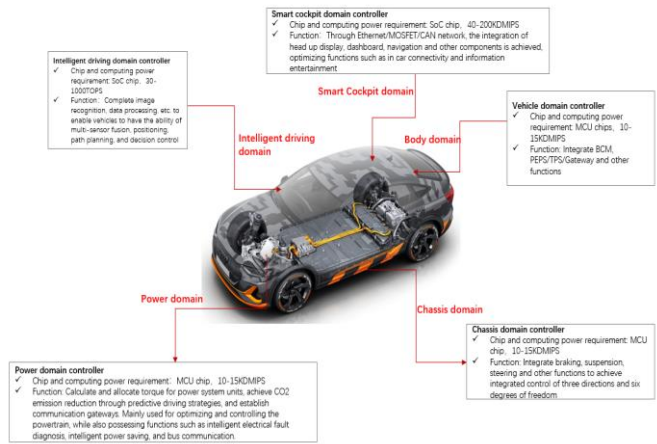 Smart cockpit domain controller
✓ Chip and computing power requirement: SoC chip, 40-200KDMIPS
✓ Function: Through Ethernet/MOSFET/CAN network, the integration of
head up display, dashboard, navigation and other components is achieved,
optimizing functions such as in car connectivity and information
entertainment
Intelligent driving domain controller
✓ Chip and computing power
requirement: SoC chip, 30-
1000TOPS
✓ Function: Complete image
recognition, data processing, etc. to
enable vehicles to have the ability of
multi-sensor fusion, positioning,
path planning, and decision control
Smart Cockpit domain
Vehicle domain controller
✓ Chip and computing power
requirement: MCU chips, 10-
15KDMIPS
✓ Function: Integrate BCM,
PEPS/TPS/Gateway and other
functions
Intelligent driving
domain
Body domain
Power domain
Chassis domain
Chassis domain controller
✓ Chip and computing power requirement: MCU
chip, 10-15KDMIPS
✓ Function: Integrate braking, suspension,
steering and other functions to achieve
integrated control of three directions and six
degrees of freedom
Power domain controller
✓ Chip and computing power requirement: MCU chip, 10-15KDMIPS
✓ Function: Calculate and allocate torque for power system units, achieve CO2
emission reduction through predictive driving strategies, and establish
communication gateways. Mainly used for optimizing and controlling the
powertrain, while also possessing functions such as intelligent electrical fault
diagnosis, intelligent power saving, and bus communication.